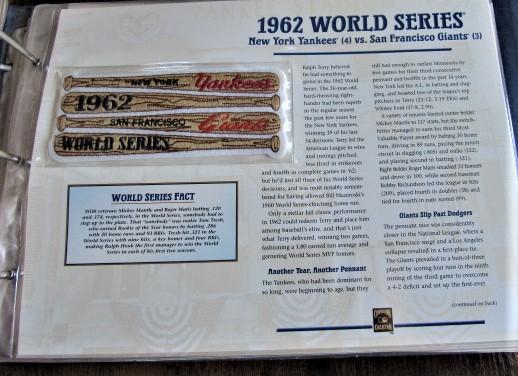 1962 WORLD SERIES
New York Yankees (4) vs. San Francisco Giants (3)
NEW YORK Yankees
1962
SAN FRANCISCO Giants
WORLD SERIES
WORLD SERIES FACT
With veterans Mickey Mantle and Roger Maris batting .120
and .174, respectively, in the World Series, somebody had to
step up to the plate. That "somebody" was rookie Tom Tresh,
who earned Rookie of the Year honors by batting .286
with 20 home runs and 93 RBIs. Tresh hit .321 in the
World Series with nine hits, a key homer and four RBIs,
making Ralph Houk the first manager to win the World
Series in each of his first two seasons.
Ralph Terry believed
he had something to
prove in the 1962 World
Series. The 26-year-old,
hard-throwing right-
hander had been superb
in the regular season
The past few years for
the New York Yankees,
winning 39 of his last
54 decisions. Terry led the
American League in wins
and innings pitched,
was third in strikeouts
and fourth in complete games in '62;
but he'd lost all three of his World Series
decisions, and was most notably remem-
bered for having allowed Bill Mazeroski's
1960 World Series-clinching home run.
Only a stellar fall classic performance
in 1962 could redeem Terry and place him
among baseball's elite, and that's just
what Terry delivered, winning two games,
fashioning a 1.80 earned run average and
garnering World Series MVP honors.
Another Year, Another Pennant
The Yankees, who had been dominant for
so long, were beginning to age, but they
still had enough to outlast Minnesota by
five games for their third consecutive
pennant and twelfth in the past 14 years.
New York led the A.L. in batting and slug-
ging, and boasted two of the league's top
pitchers in Terry (23-12, 3.19 ERA) and
Whitey Ford (17-8, 2.90).
A variety of injuries limited center fielder
Mickey Mantle to 117 starts, but the switch-
hitter managed to earn his third Most
Valuable Player award by batting 30 home
runs, driving in 89 runs, pacing the junior
circuit in slugging (.605) and walks (122),
and placing second in batting (.321).
Right fielder Roger Maris smacked 33 homers
and drove in 100, while second baseman
Bobby Richardson led the league in hits
(209), placed fourth in doubles (38) and
tied for fourth in runs scored (99).
Giants Slip Past Dodgers
The pennant race was considerably
closer in the National League, where a
San Francisco surge and a Los Angeles
collapse resulted in a first-place tie.
The Giants prevailed in a best-of-three
playoff by scoring four runs in the ninth
inning of the third game to overcome
a 4-2 deficit and set up the first-ever
(continued on back)